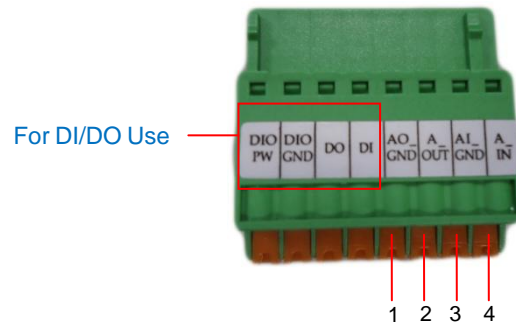 For DI/DO Use
DIO PW
DIO GND
DO
DI
AO_ GND
A_ OUT
AI_ GND
A_ IN
1 2 3 4